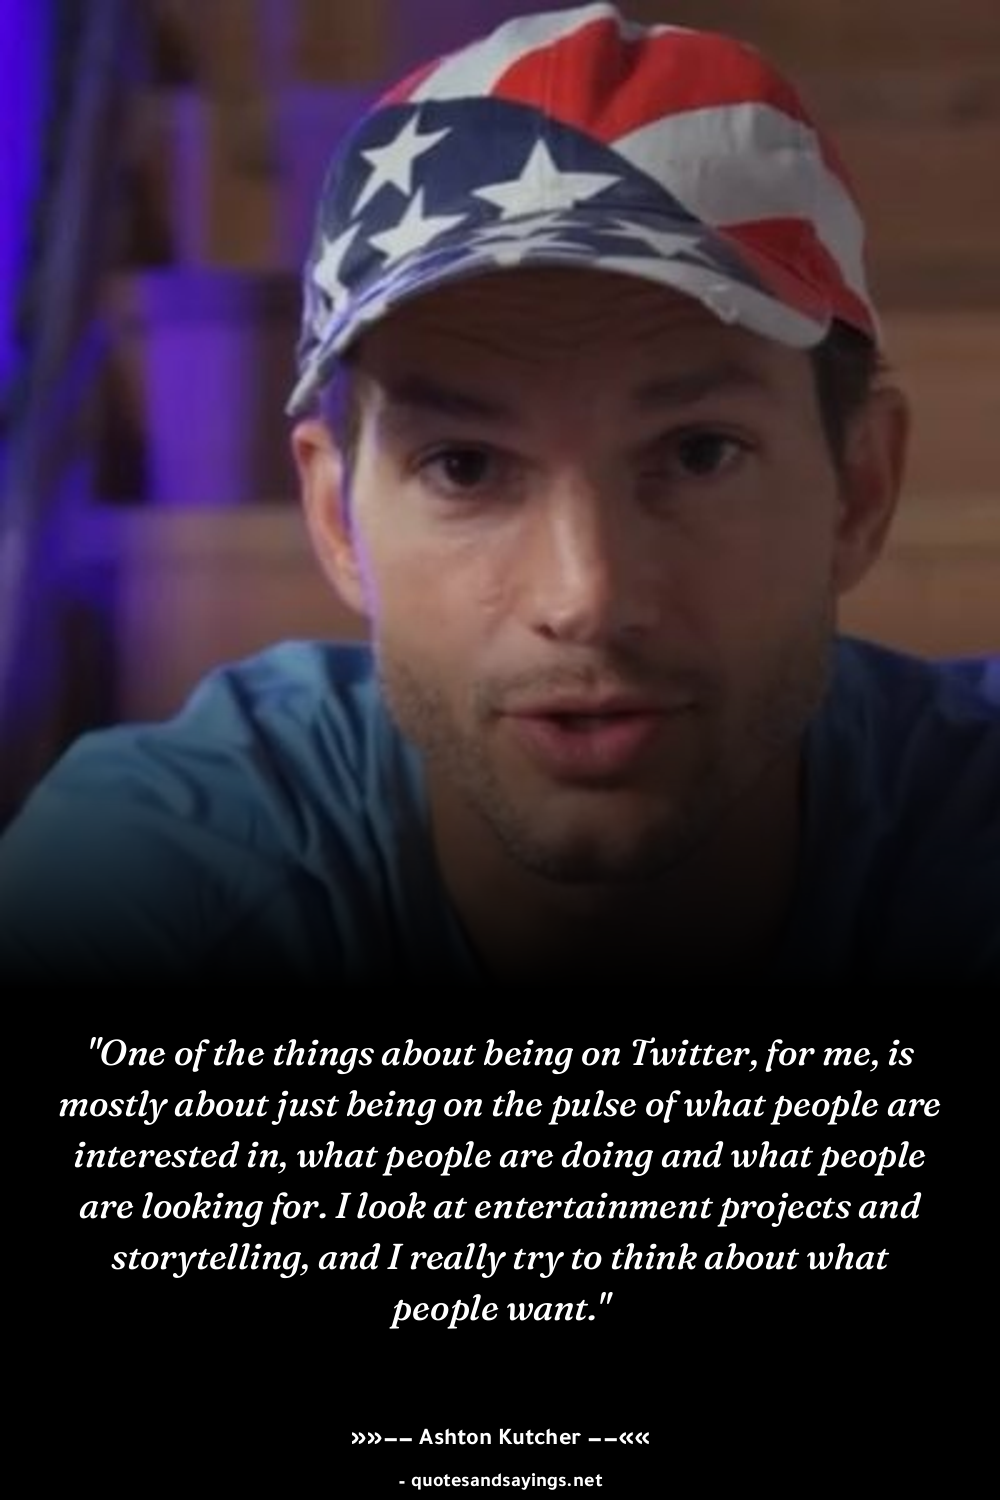 "One of the things about being on Twitter, for me, is
mostly about just being on the pulse of what people are
interested in, what people are doing and what people
are looking for. I look at entertainment projects and
storytelling, and I really try to think about what
people want."
»»–– Ashton Kutcher ––««
- quotesandsayings.net